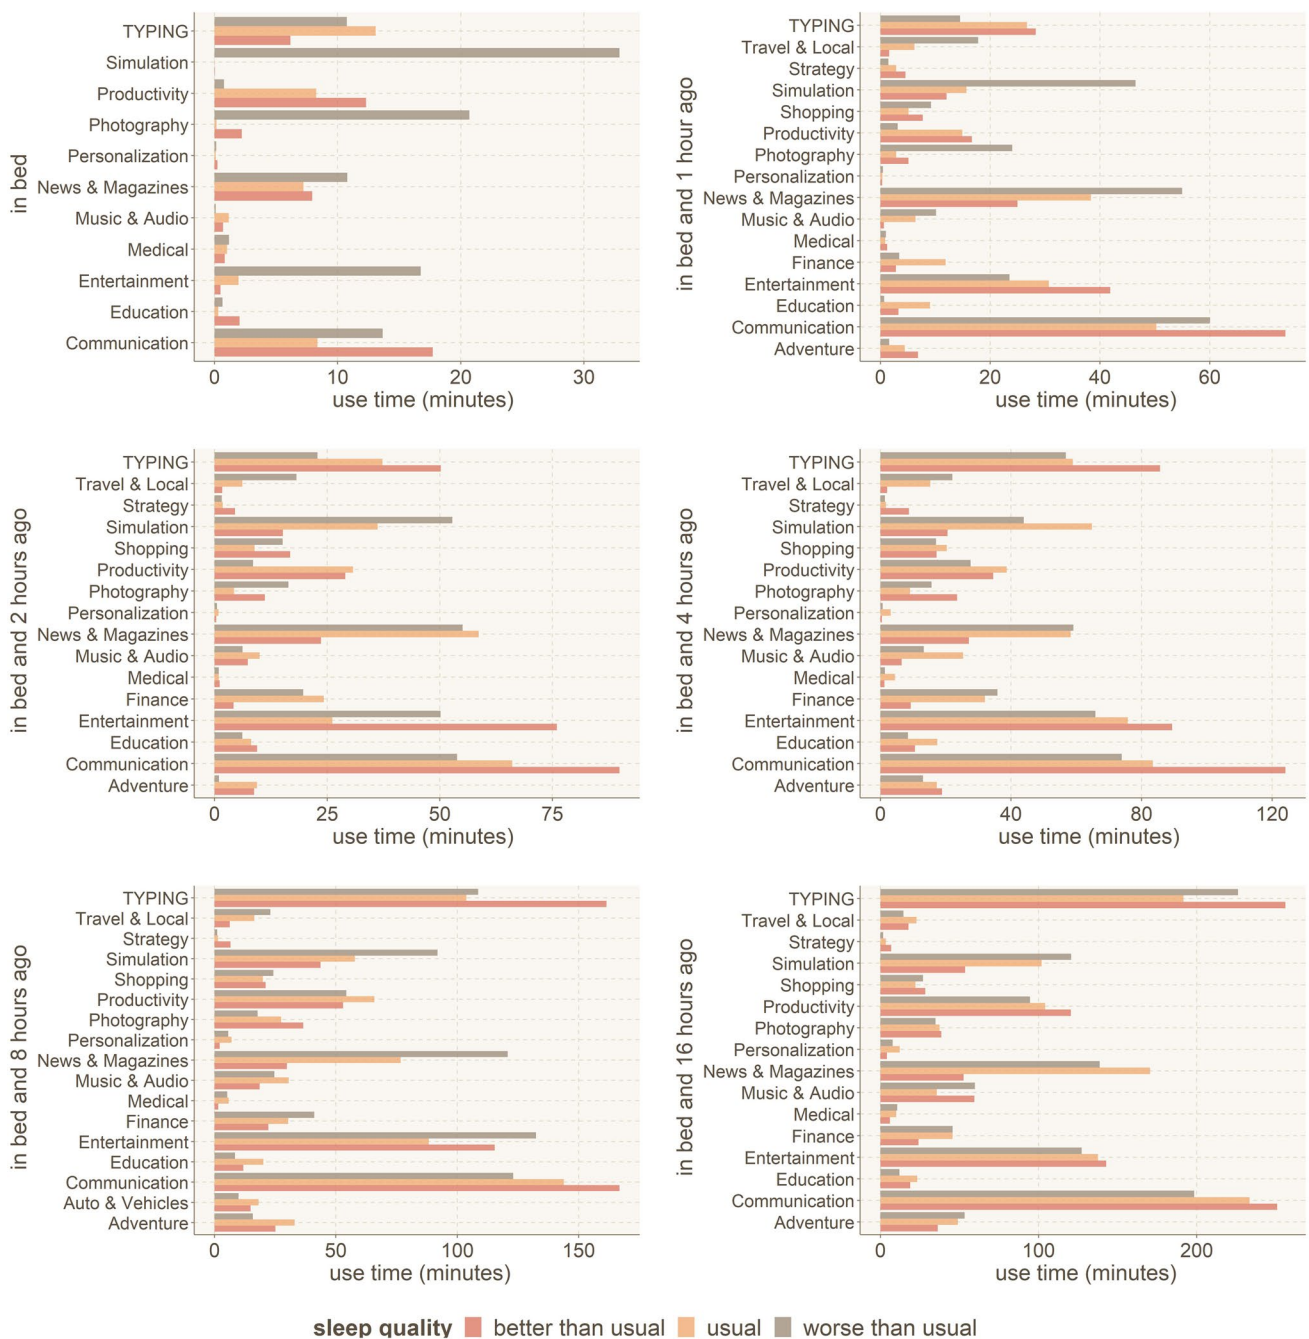 in bed
TYPING
Simulation
Productivity
Photography
Personalization
News & Magazines
Music & Audio
Medical
Entertainment
Education
Communication
0 10 20 30
use time (minutes)
in bed and 1 hour ago
TYPING
Travel & Local
Strategy
Simulation
Shopping
Productivity
Photography
Personalization
News & Magazines
Music & Audio
Medical
Finance
Entertainment
Education
Communication
Adventure
0 20 40 60
use time (minutes)
in bed and 2 hours ago
TYPING
Travel & Local
Strategy
Simulation
Shopping
Productivity
Photography
Personalization
News & Magazines
Music & Audio
Medical
Finance
Entertainment
Education
Communication
Adventure
0 25 50 75
use time (minutes)
in bed and 4 hours ago
TYPING
Travel & Local
Strategy
Simulation
Shopping
Productivity
Photography
Personalization
News & Magazines
Music & Audio
Medical
Finance
Entertainment
Education
Communication
Adventure
0 40 80 120
use time (minutes)
in bed and 8 hours ago
TYPING
Travel & Local
Strategy
Simulation
Shopping
Productivity
Photography
Personalization
News & Magazines
Music & Audio
Medical
Finance
Entertainment
Education
Communication
Auto & Vehicles
Adventure
0 50 100 150
use time (minutes)
in bed and 16 hours ago
TYPING
Travel & Local
Strategy
Simulation
Shopping
Productivity
Photography
Personalization
News & Magazines
Music & Audio
Medical
Finance
Entertainment
Education
Communication
Adventure
0 100 200
use time (minutes)
sleep quality better than usual usual worse than usual